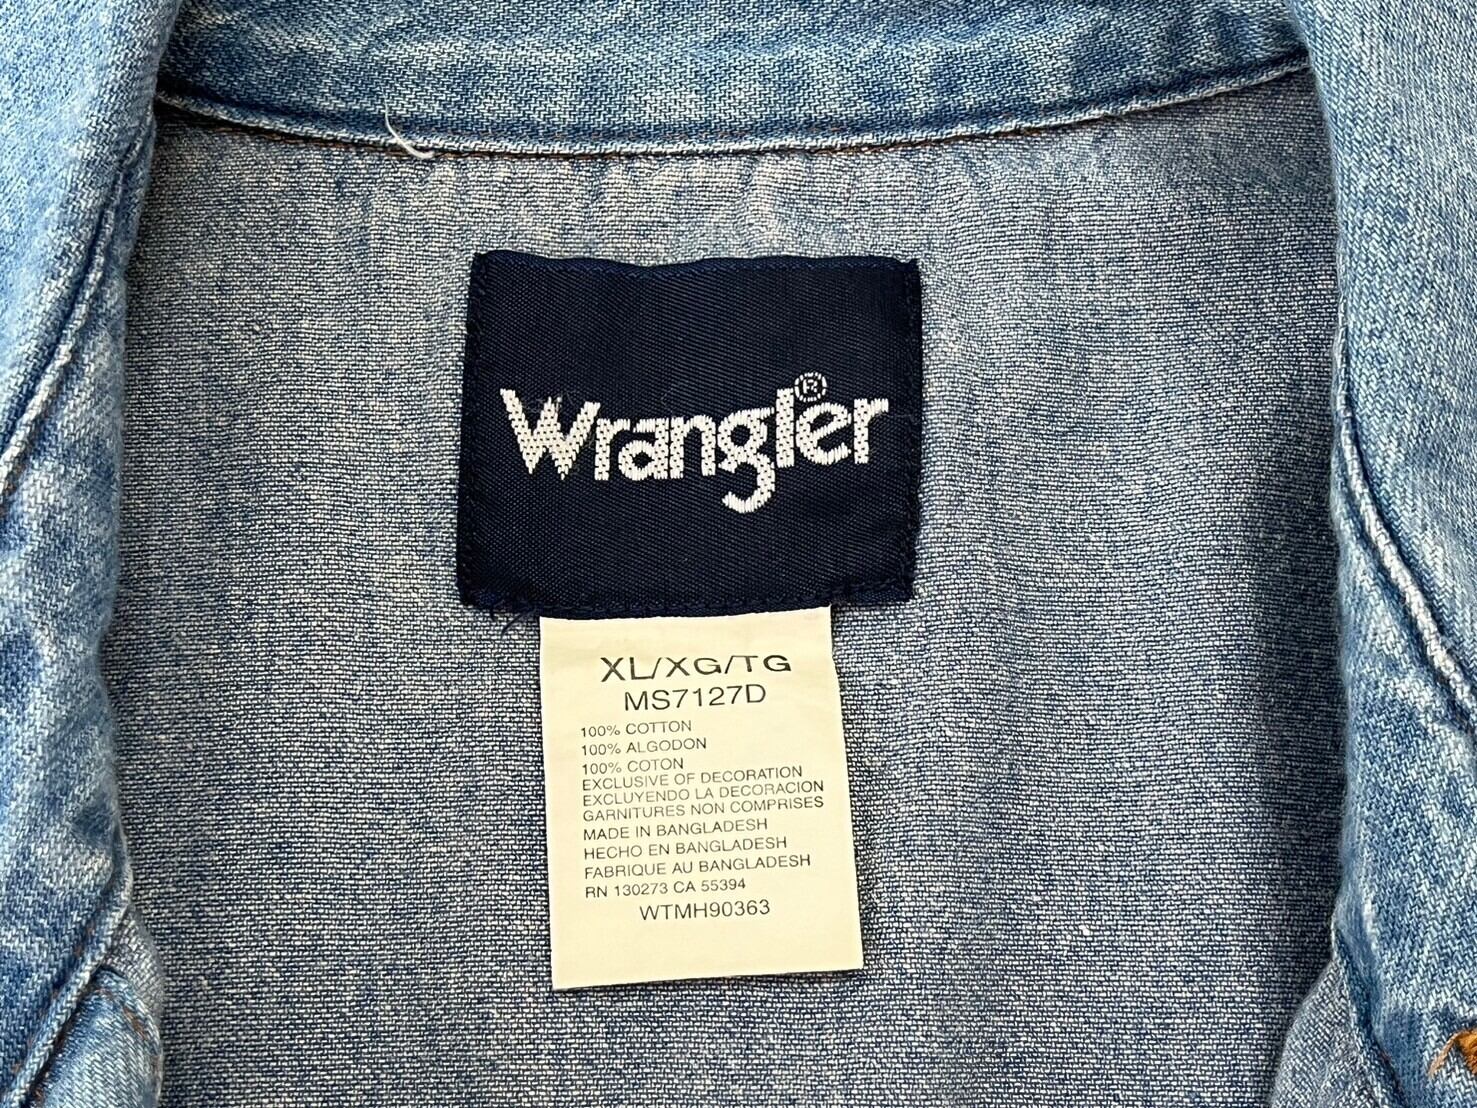 Wrangler®
XL/XG/TG
MS7127D
100% COTTON
100% ALGODON
100% COTON
EXCLUSIVE OF DECORATION
EXCLUYENDO LA DECORACION
GARNITURES NON COMPRISES
MADE IN BANGLADESH
HECHO EN BANGLADESH
FABRIQUE AU BANGLADESH
RN 130273 CA 55394
WTMH90363